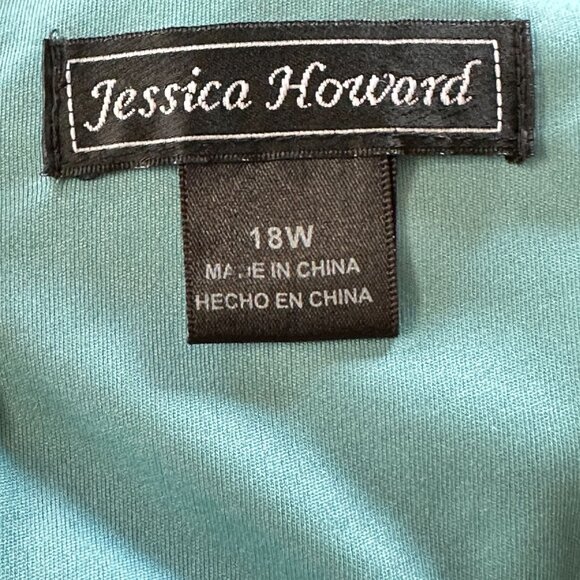 Jessica Howard
18W
MADE IN CHINA
HECHO EN CHINA